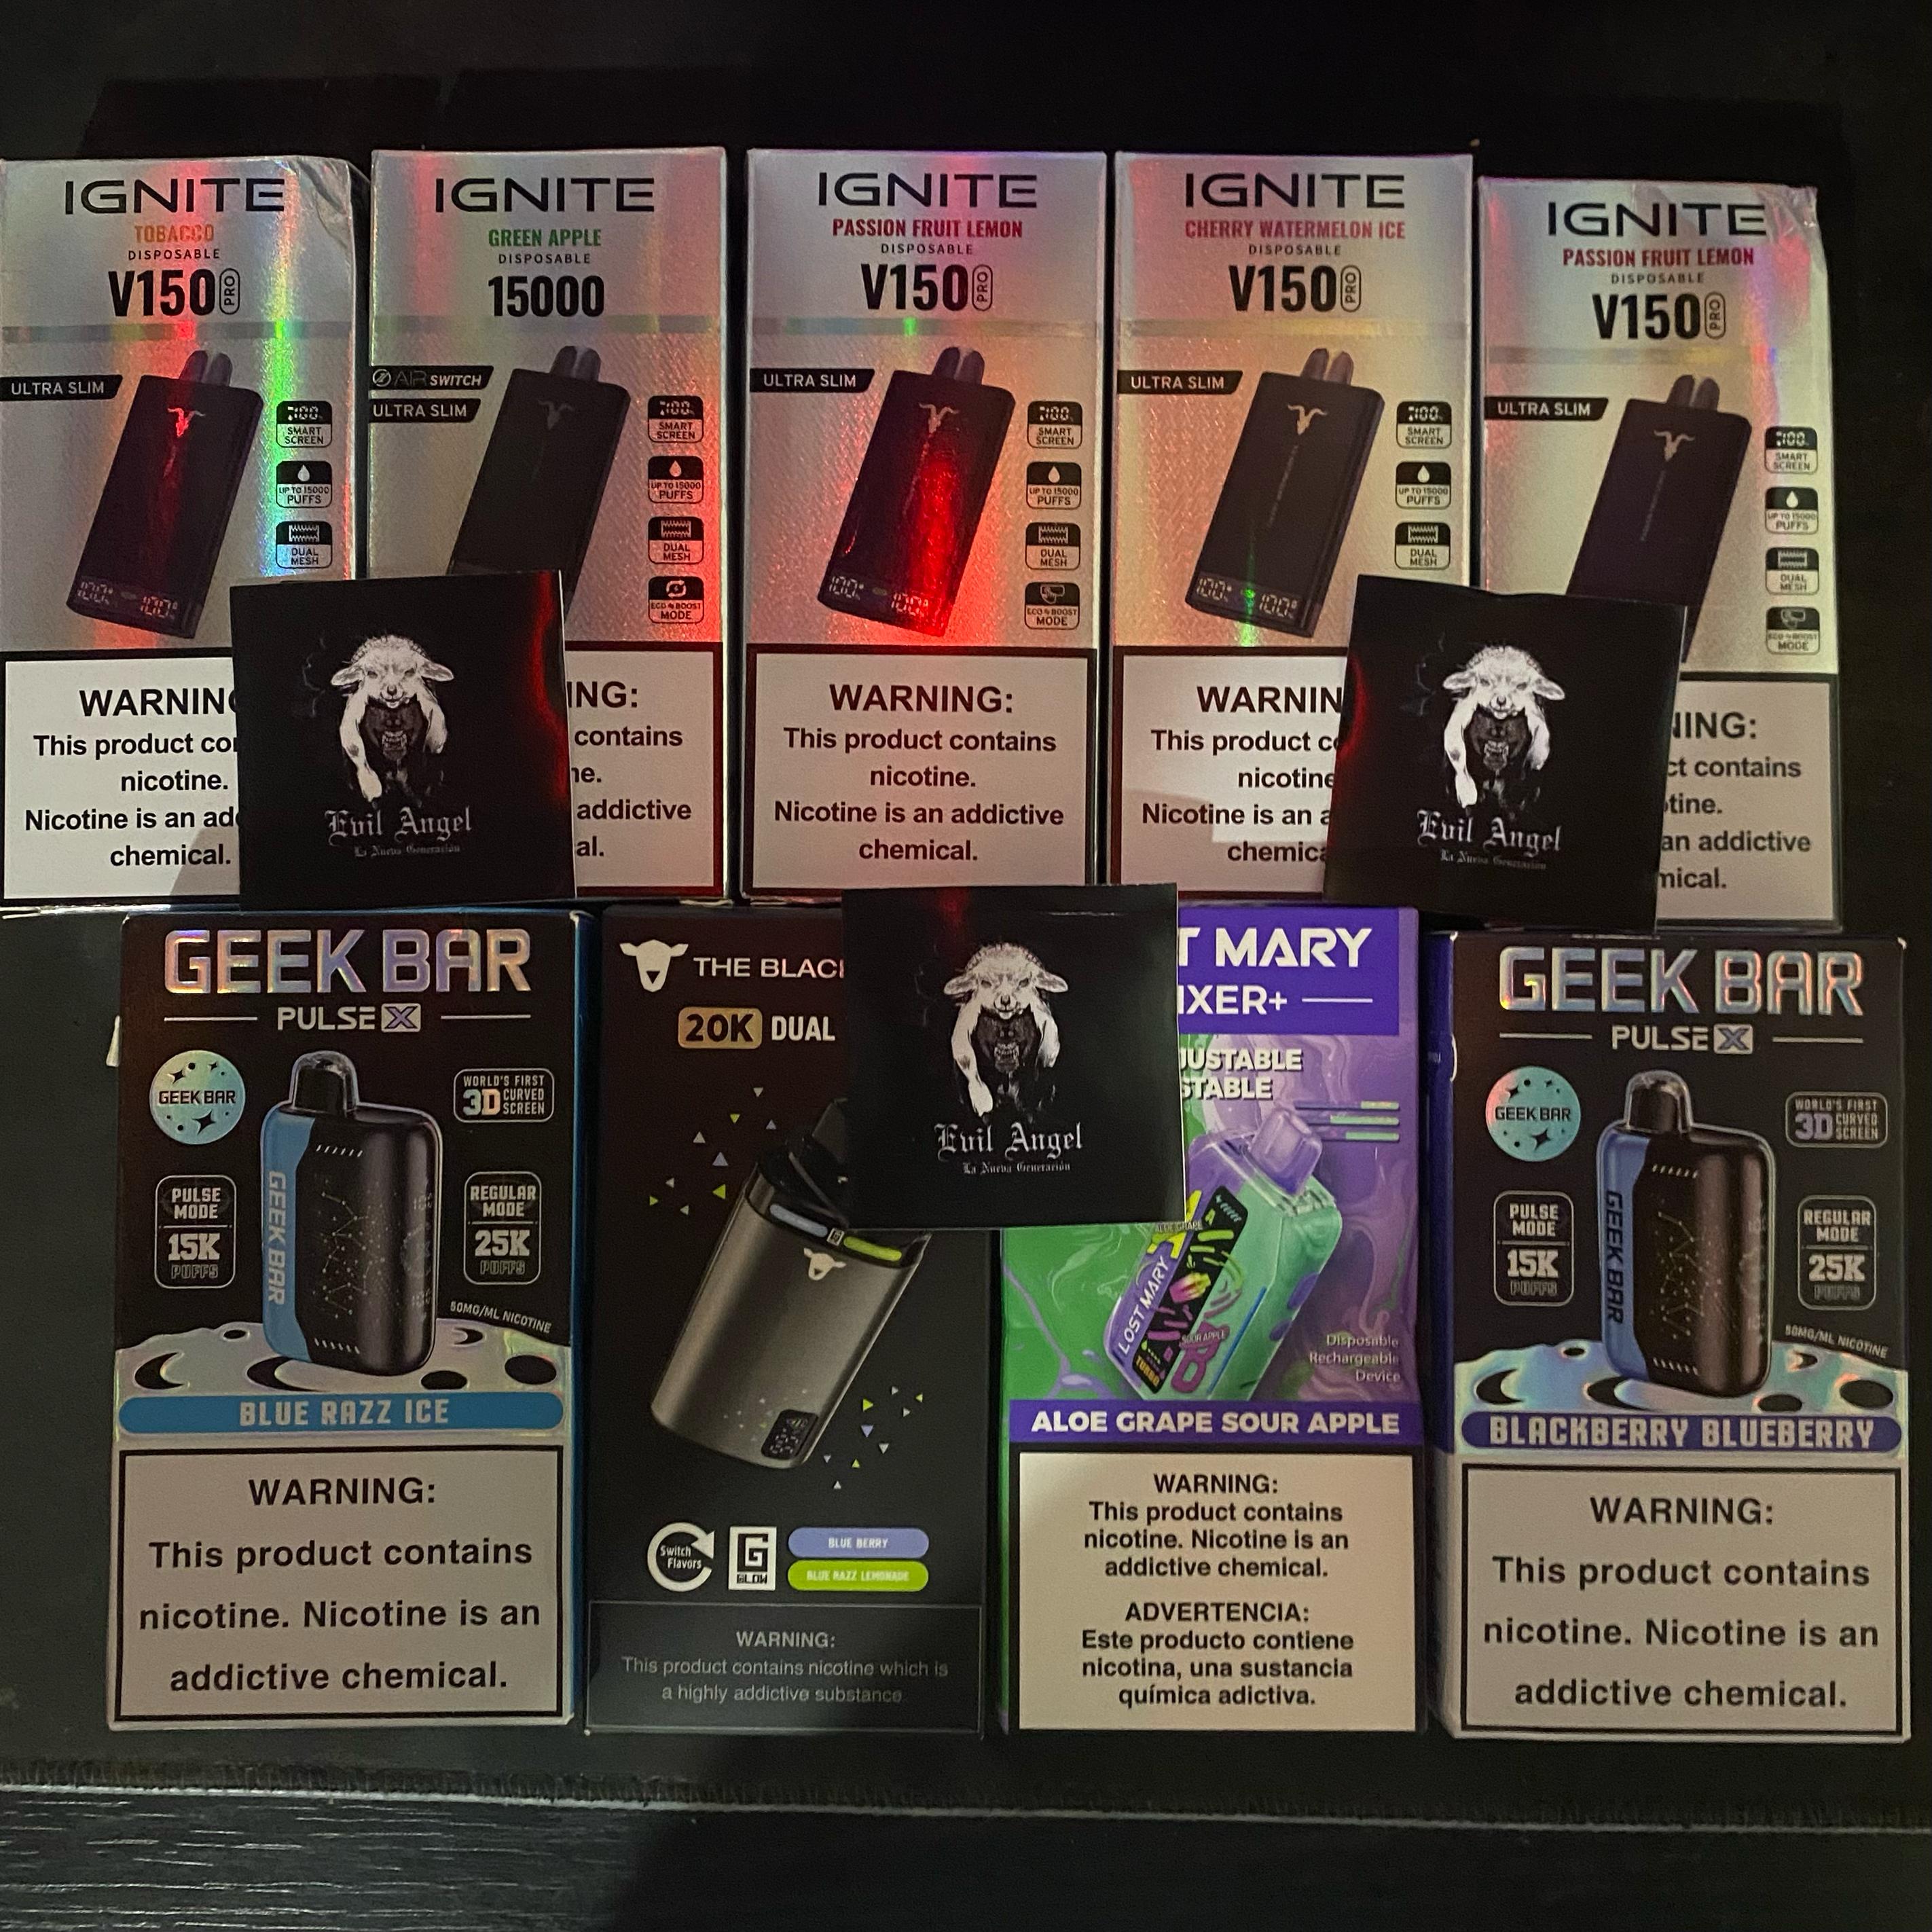 IGNITE
TOBACCO
DISPOSABLE
V150 PRO
ULTRA SLIM
100%
SMART
SCREEN
UP TO 15000
PUFFS
DUAL
MESH
WARNING
This product
nicotine.
Nicotine is an
chemical.
IGNITE
GREEN APPLE
DISPOSABLE
15000
AIR SWITCH
ULTRA SLIM
SMART
SCREEN
UP TO 15000
PUFFS
DUAL
MESH
ECO BOOST
MODE
ING:
contains
addictive
IGNITE
PASSION FRUIT LEMON
DISPOSABLE
V150 PRO
ULTRA SLIM
SMART
SCREEN
UP TO 15000
PUFFS
DUAL
MESH
ECO BOOST
MODE
WARNING:
This product contains
nicotine.
Nicotine is an addictive
chemical.
IGNITE
CHERRY WATERMELON ICE
DISPOSABLE
V150 PRO
ULTRA SLIM
SMART
SCREEN
UP TO 15000
PUFFS
DUAL
MESH
WARNIN
This product
nicotine
Nicotine is an
IGNITE
PASSION FRUIT LEMON
DISPOSABLE
V150 PRO
ULTRA SLIM
SMART
SCREEN
UP TO 15000
PUFFS
DUAL
MESH
ECO BOOST
MODE
NING:
contains
an addictive
Evil Angel
La Nueva Generación
Evil Angel
La Nueva Generación
Evil Angel
La Nueva Generación
GEEK BAR
PULSE X
GEEK BAR
WORLD'S FIRST
3D CURVED
SCREEN
PULSE
MODE
15K
PUFFS
REGULAR
MODE
25K
PUFFS
GEEK BAR
50MG/ML NICOTINE
BLUE RAZZ ICE
WARNING:
This product contains
nicotine. Nicotine is an
addictive chemical.
THE BLAC
20K DUAL
Switch
Flavors
G
GLOW
BLUE BERRY
BLUE RAZZ LEMONADE
WARNING:
This product contains nicotine which is
a highly addictive substance
T MARY
IXER+
JUSTABLE
STABLE
LOST MARY
SOUR APPLE
TURBO
Disposable
Rechargeable
Device
ALOE GRAPE SOUR APPLE
WARNING:
This product contains
nicotine. Nicotine is an
addictive chemical.
ADVERTENCIA:
Este producto contiene
nicotina, una sustancia
química adictiva.
GEEK BAR
PULSE X
GEEK BAR
WORLD'S FIRST
3D CURVED
SCREEN
PULSE
MODE
15K
PUFFS
REGULAR
MODE
25K
PUFFS
GEEK BAR
50MG/ML NICOTINE
BLACKBERRY BLUEBERRY
WARNING:
This product contains
nicotine. Nicotine is an
addictive chemical.